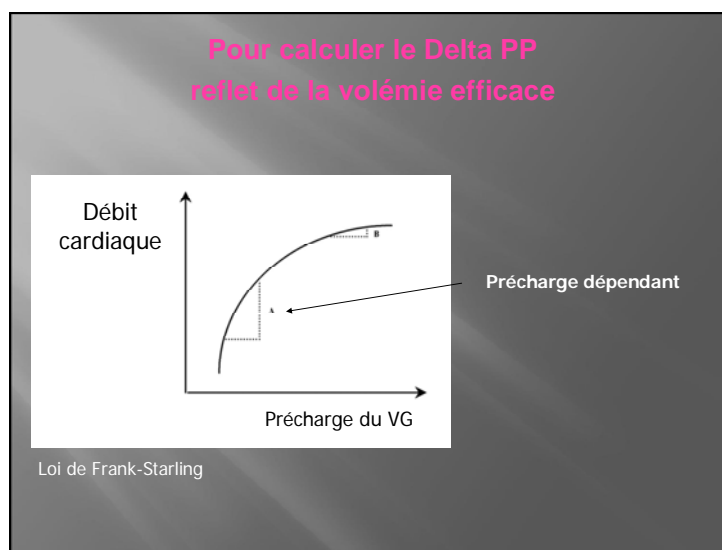 Pour calculer le Delta PP
reflet de la volémie efficace
Débit
cardiaque
B
Précharge dépendant
A
Précharge du VG
Loi de Frank-Starling